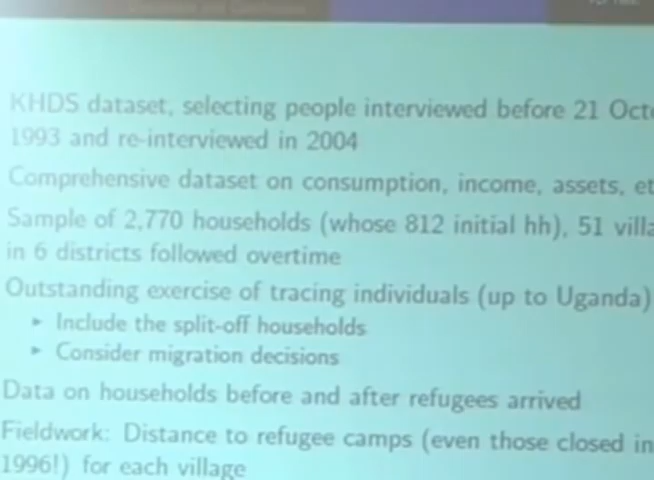 KHDS dataset, selecting people interviewed before 21 Octo
1993 and re-interviewed in 2004
Comprehensive dataset on consumption, income, assets, et
Sample of 2,770 households (whose 812 initial hh), 51 villa
in 6 districts followed overtime
Outstanding exercise of tracing individuals (up to Uganda)
► Include the split-off households
► Consider migration decisions
Data on households before and after refugees arrived
Fieldwork: Distance to refugee camps (even those closed in
1996!) for each village